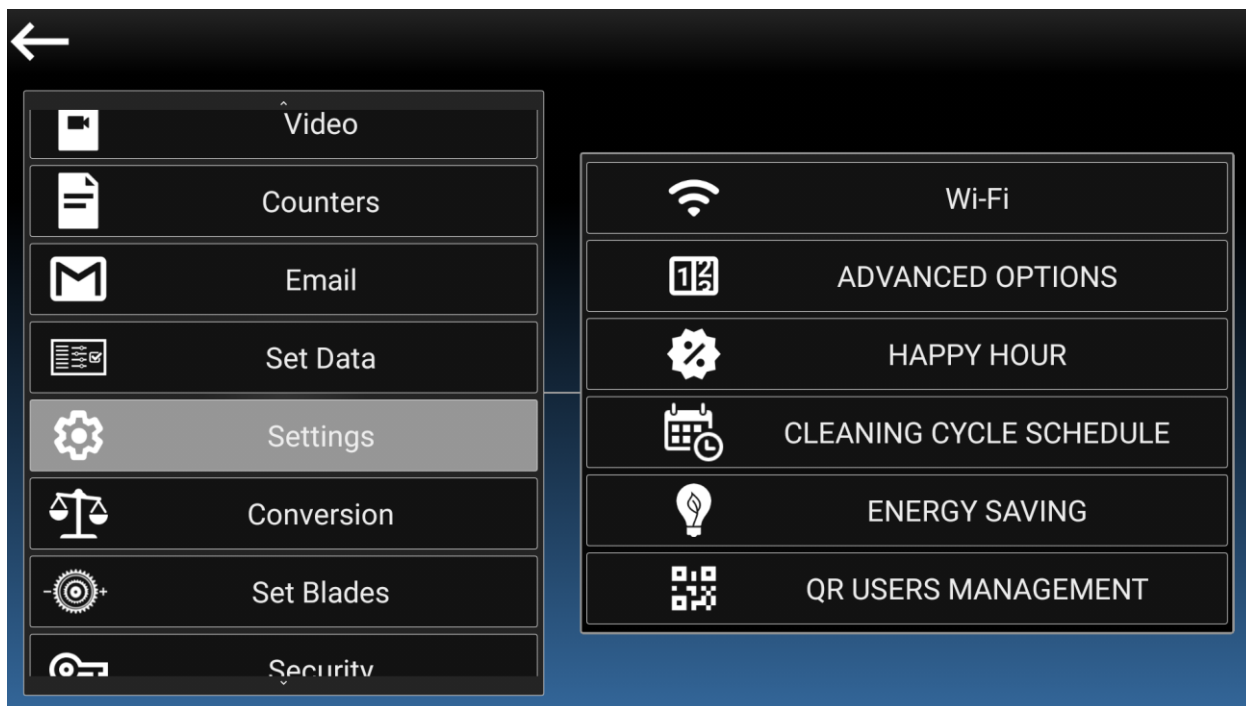 Video
Counters
Email
Set Data
Settings
Conversion
Set Blades
Security
Wi-Fi
ADVANCED OPTIONS
HAPPY HOUR
CLEANING CYCLE SCHEDULE
ENERGY SAVING
QR USERS MANAGEMENT